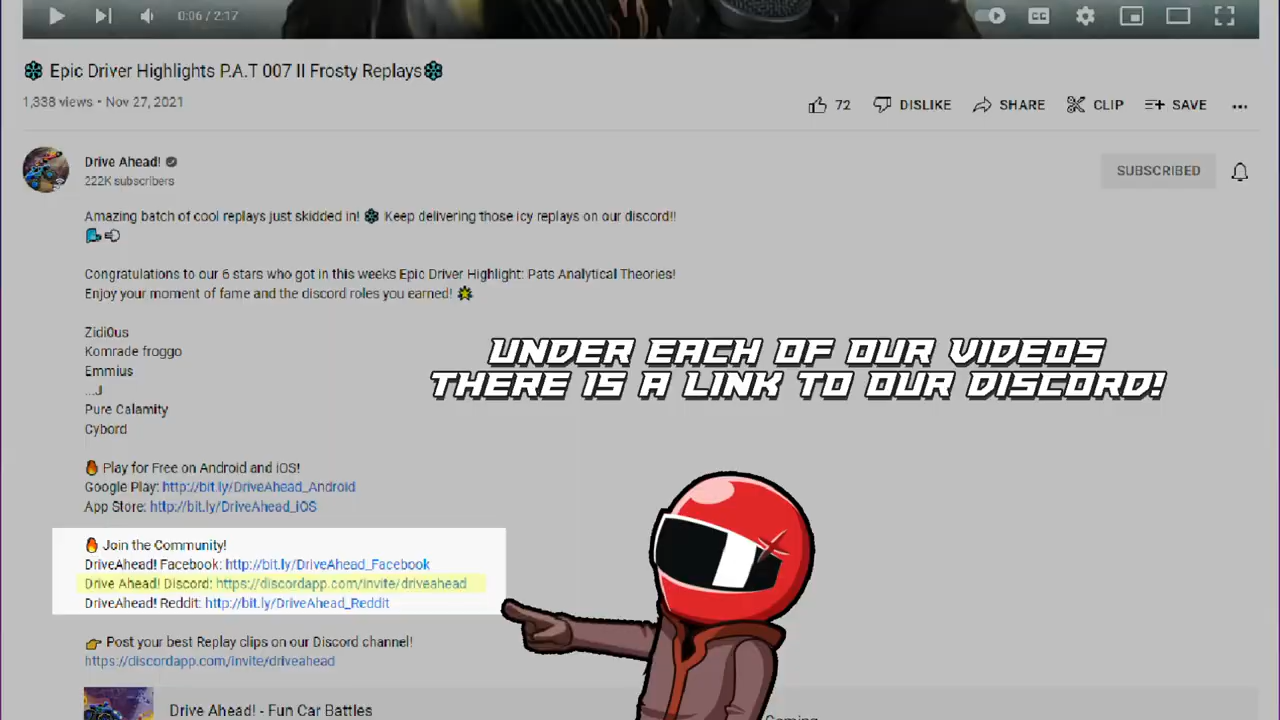 0:06 / 2:17
CC
Epic Driver Highlights P.A.T 007 II Frosty Replays
1,338 views • Nov 27, 2021
72 DISLIKE SHARE CLIP SAVE
Drive Ahead!
222K subscribers
SUBSCRIBED
Amazing batch of cool replays just skidded in! Keep delivering those icy replays on our discord!!
Congratulations to our 6 stars who got in this weeks Epic Driver Highlight: Pats Analytical Theories!
Enjoy your moment of fame and the discord roles you earned!
Zidi0us
Komrade froggo
Emmius
...J
Pure Calamity
Cybord
UNDER EACH OF OUR VIDEOS
THERE IS A LINK TO OUR DISCORD!
Play for Free on Android and iOS!
Google Play: http://bit.ly/DriveAhead_Android
App Store: http://bit.ly/DriveAhead_iOS
Join the Community!
DriveAhead! Facebook: http://bit.ly/DriveAhead_Facebook
Drive Ahead! Discord: https://discordapp.com/invite/driveahead
DriveAhead! Reddit: http://bit.ly/DriveAhead_Reddit
Post your best Replay clips on our Discord channel!
https://discordapp.com/invite/driveahead
Drive Ahead! - Fun Car Battles